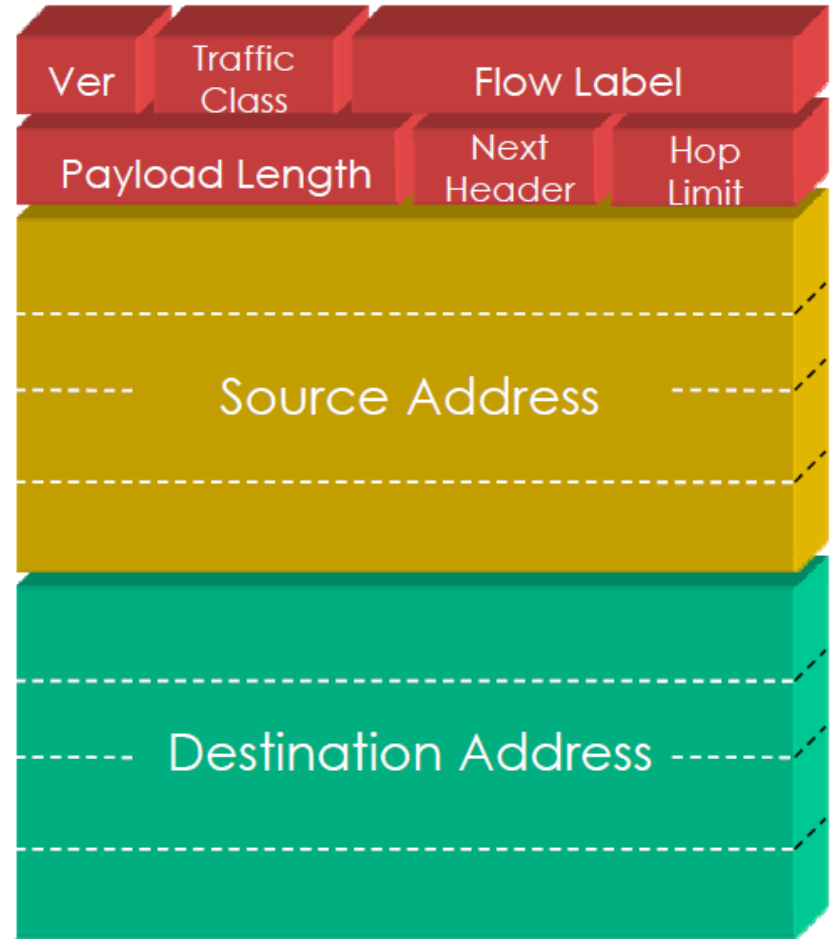 Ver
Traffic
Class
Flow Label
Payload Length
Next
Header
Hop
Limit
Source Address
Destination Address